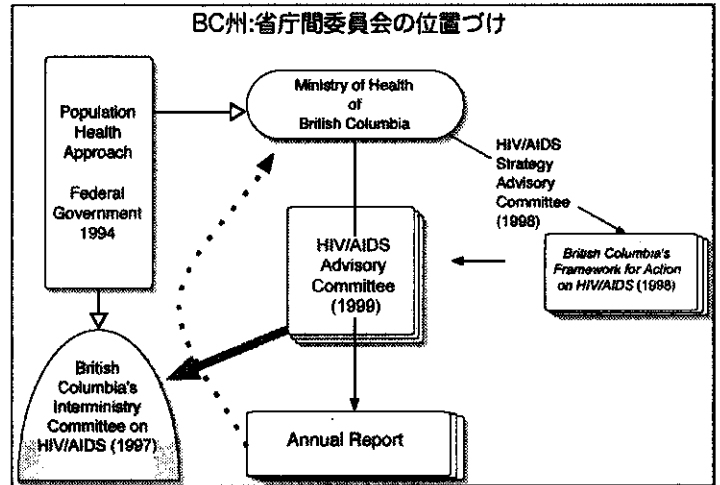 BC州:省庁間委員会の位置づけ
Population
Health
Approach
Federal
Government
1994
Ministry of Health
of
British Columbia
HIV/AIDS
Strategy
Advisory
Committee
(1998)
HIV/AIDS
Advisory
Committee
(1999)
British Columbia's
Framework for Action
on HIV/AIDS (1998)
British
Columbia's
Interministry
Committee on
HIV/AIDS (1997)
Annual Report